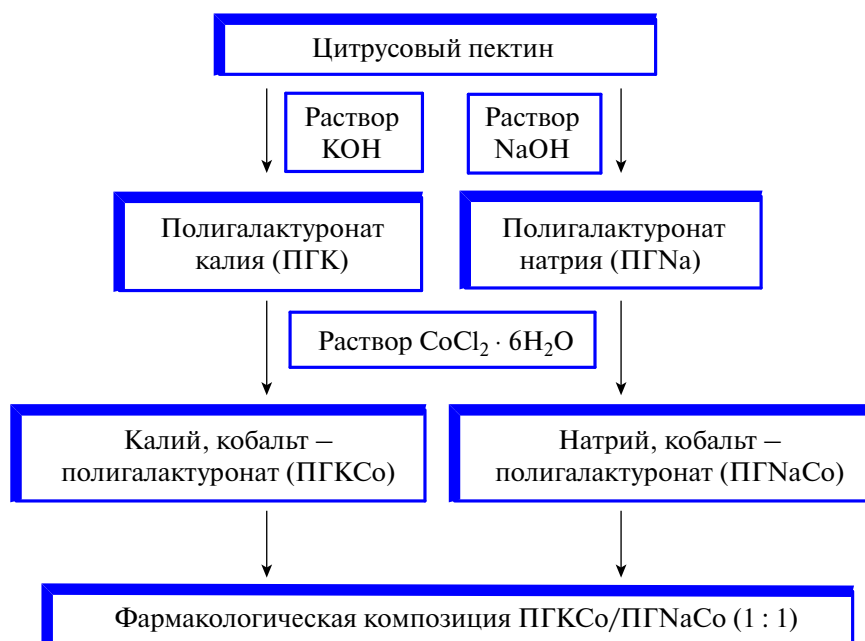 Цитрусовый пектин
Раствор
KOH
Раствор
NaOH
Полигалактуронат
калия (ПГК)
Полигалактуронат
натрия (ПГNa)
Раствор CoCl₂ · 6H₂O
Калий, кобальт –
полигалактуронат (ПГКCo)
Натрий, кобальт –
полигалактуронат (ПГNaCo)
Фармакологическая композиция ПГКCo/ПГNaCo (1 : 1)